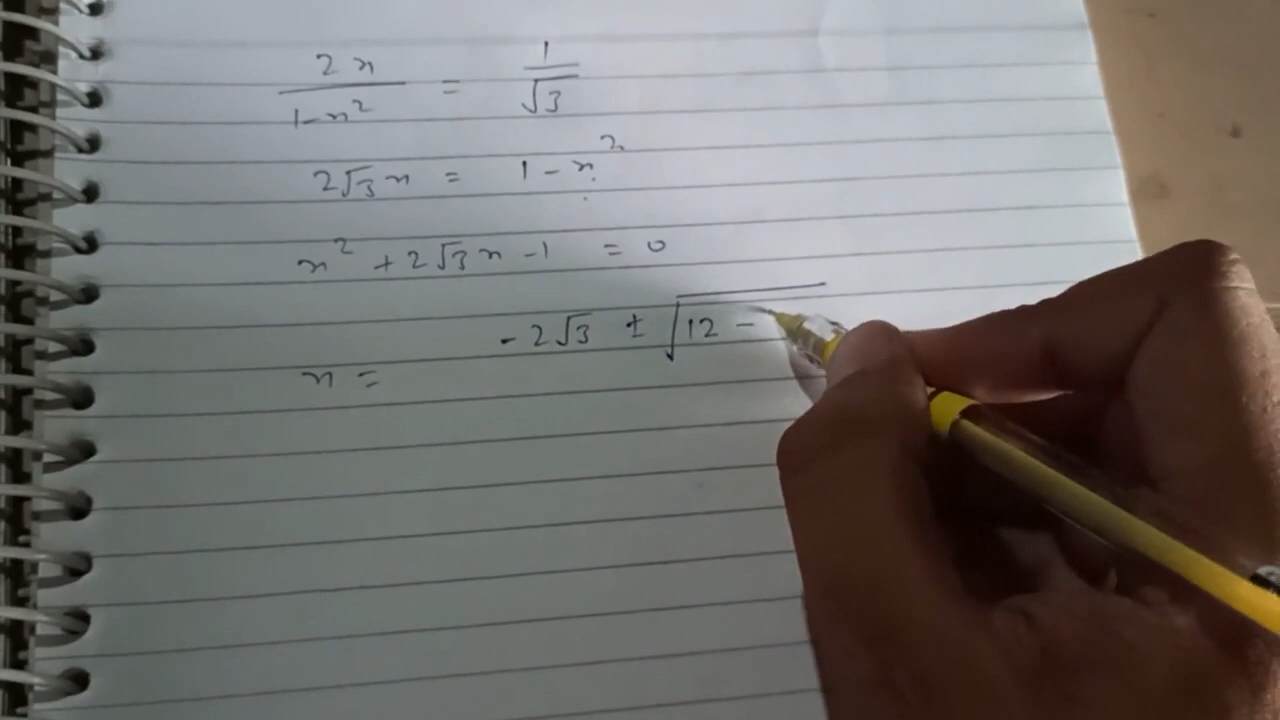 2x / 1-x² = 1 / √3
2√3x = 1 - x²
x² + 2√3x - 1 = 0
x = -2√3 ± √12 -